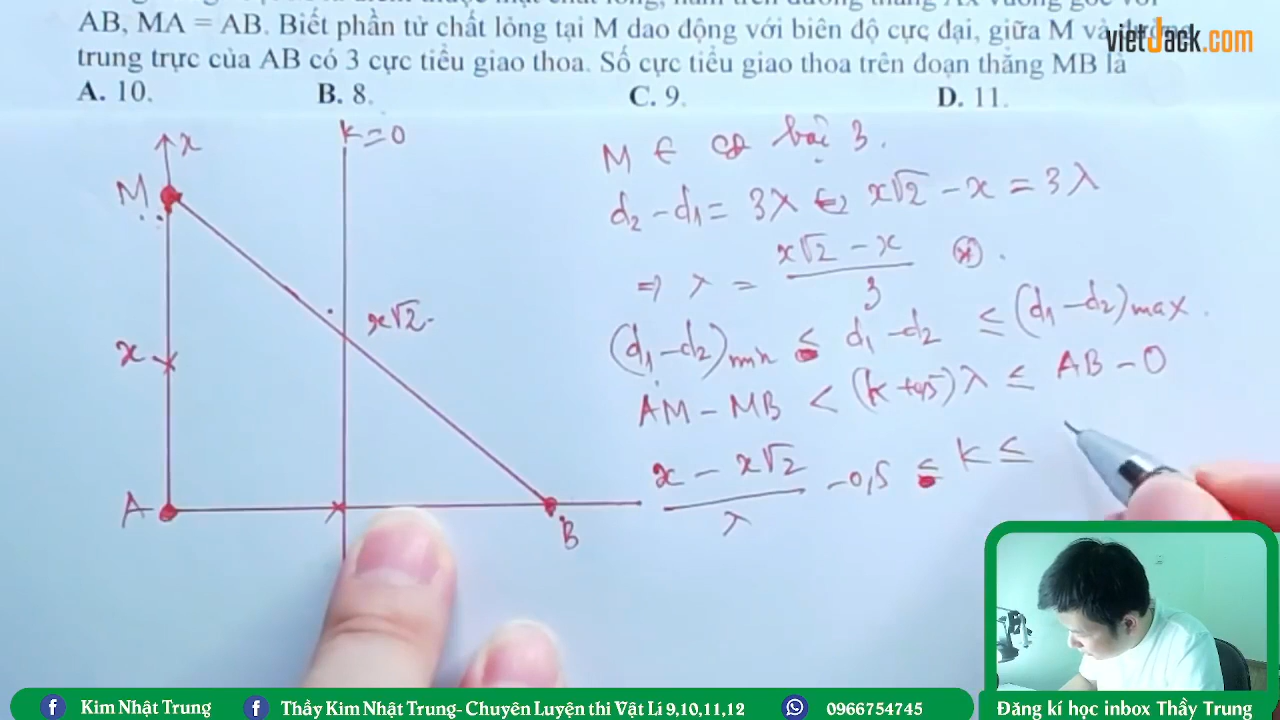 AB, MA = AB. Biết phần tử chất lỏng tại M dao động với biên độ cực đại, giữa M và
trung trực của AB có 3 cực tiểu giao thoa. Số cực tiểu giao thoa trên đoạn thẳng MB là
vietJack.com
A. 10. B. 8. C. 9. D. 11.
x
k=0
M
x√2
x
A
B
M ∈ CĐ bậc 3.
d₂ - d₁ = 3λ ⇔ x√2 - x = 3λ
⇒ λ = (x√2 - x)/3 (*).
(d₁ - d₂)min ≤ d₁ - d₂ ≤ (d₁ - d₂)max.
AM - MB < (k + 0,5)λ ≤ AB - 0
(x - x√2)/λ - 0,5 ≤ k ≤
Kim Nhật Trung
Thầy Kim Nhật Trung- Chuyên Luyện thi Vật Lí 9,10,11,12
0966754745
Đăng kí học inbox Thầy Trung